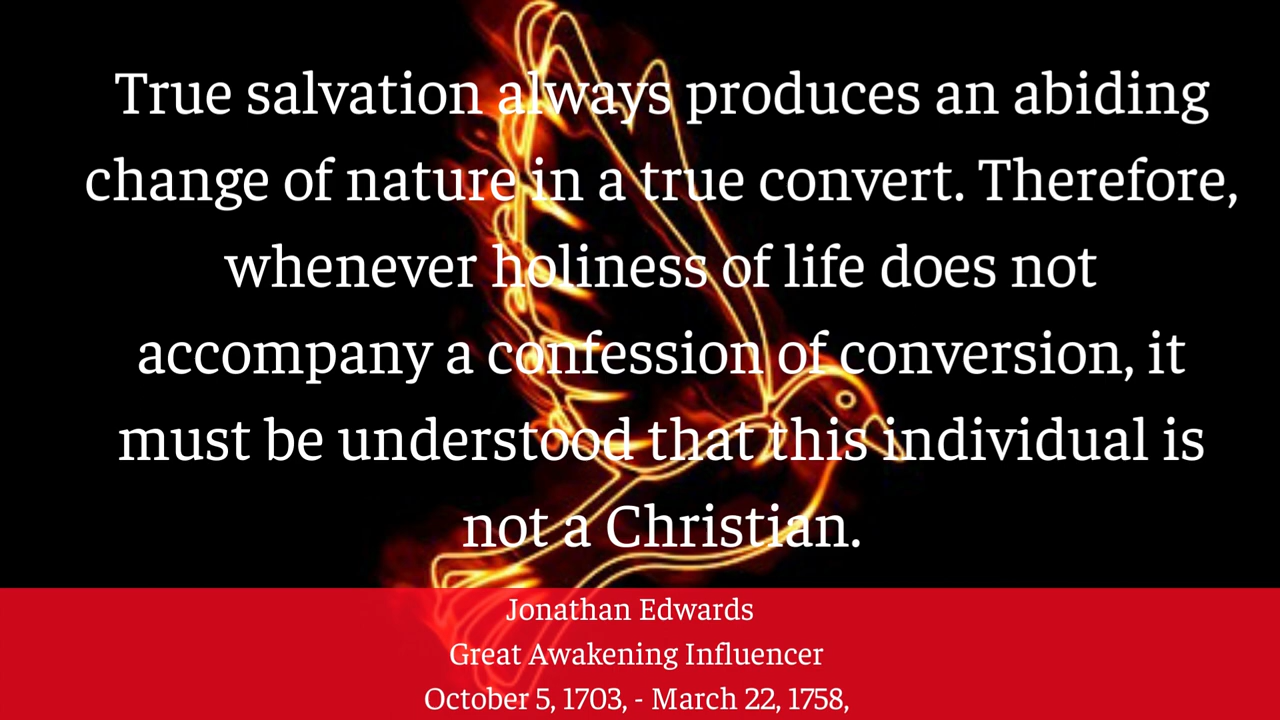 True salvation always produces an abiding
change of nature in a true convert. Therefore,
whenever holiness of life does not
accompany a confession of conversion, it
must be understood that this individual is
not a Christian.
Jonathan Edwards
Great Awakening Influencer
October 5, 1703, - March 22, 1758,